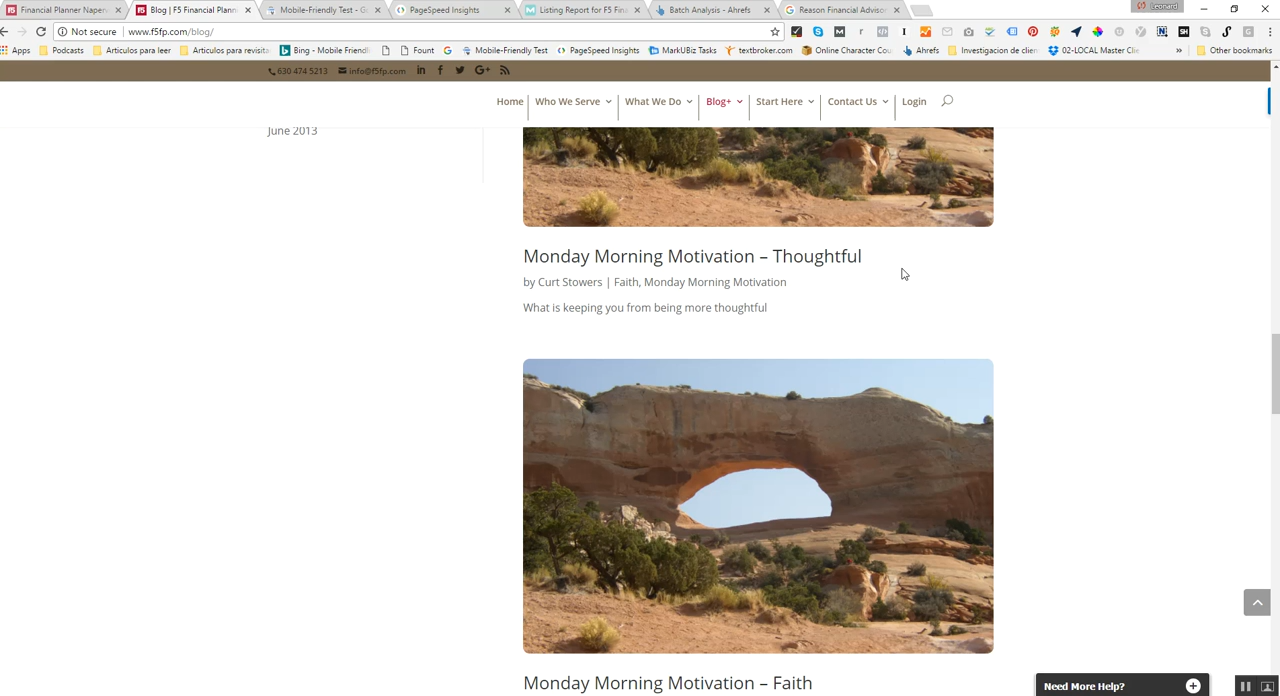 Financial Planner Naper
Blog | F5 Financial Plann
Mobile-Friendly Test - G
PageSpeed Insights
Listing Report for F5 Fin
Batch Analysis - Ahrefs
Reason Financial Advisor
Leonard
Not secure | www.f5fp.com/blog/
Apps
Podcasts
Articulos para leer
Articulos para revisita
Bing - Mobile Friendl
Fount
Mobile-Friendly Test
PageSpeed Insights
MarkUBiz Tasks
textbroker.com
Online Character Cou
Ahrefs
Investigacion de clien
02-LOCAL Master Clie
»
Other bookmarks
630 474 5213
info@f5fp.com
Home
Who We Serve
What We Do
Blog+
Start Here
Contact Us
Login
June 2013
Monday Morning Motivation – Thoughtful
by Curt Stowers | Faith, Monday Morning Motivation
What is keeping you from being more thoughtful
Monday Morning Motivation – Faith
Need More Help?